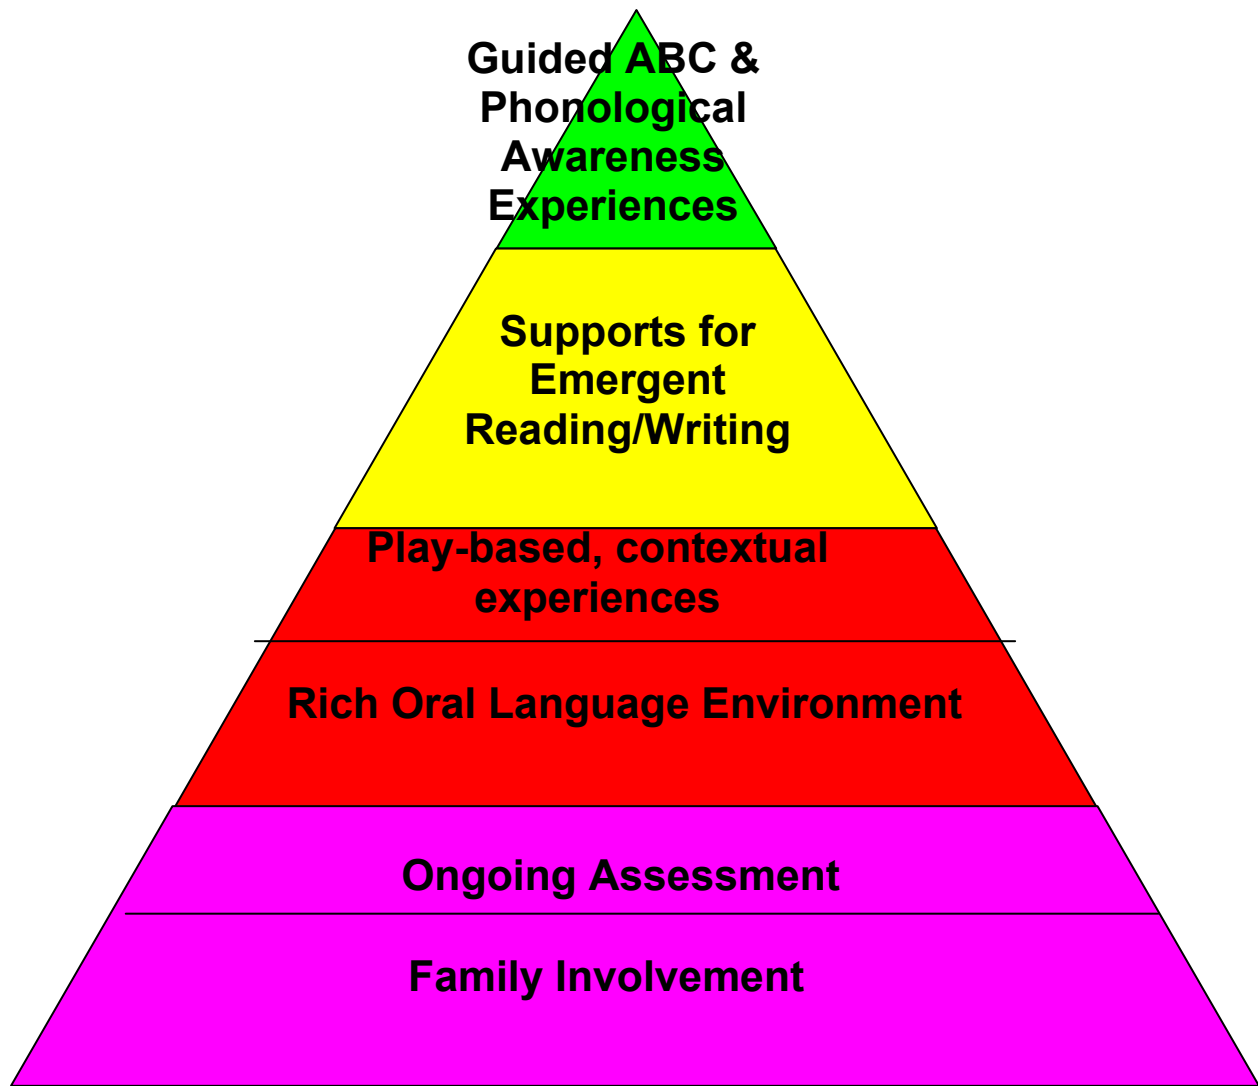 Guided ABC &
Phonological
Awareness
Experiences
Supports for
Emergent
Reading/Writing
Play-based, contextual
experiences
Rich Oral Language Environment
Ongoing Assessment
Family Involvement